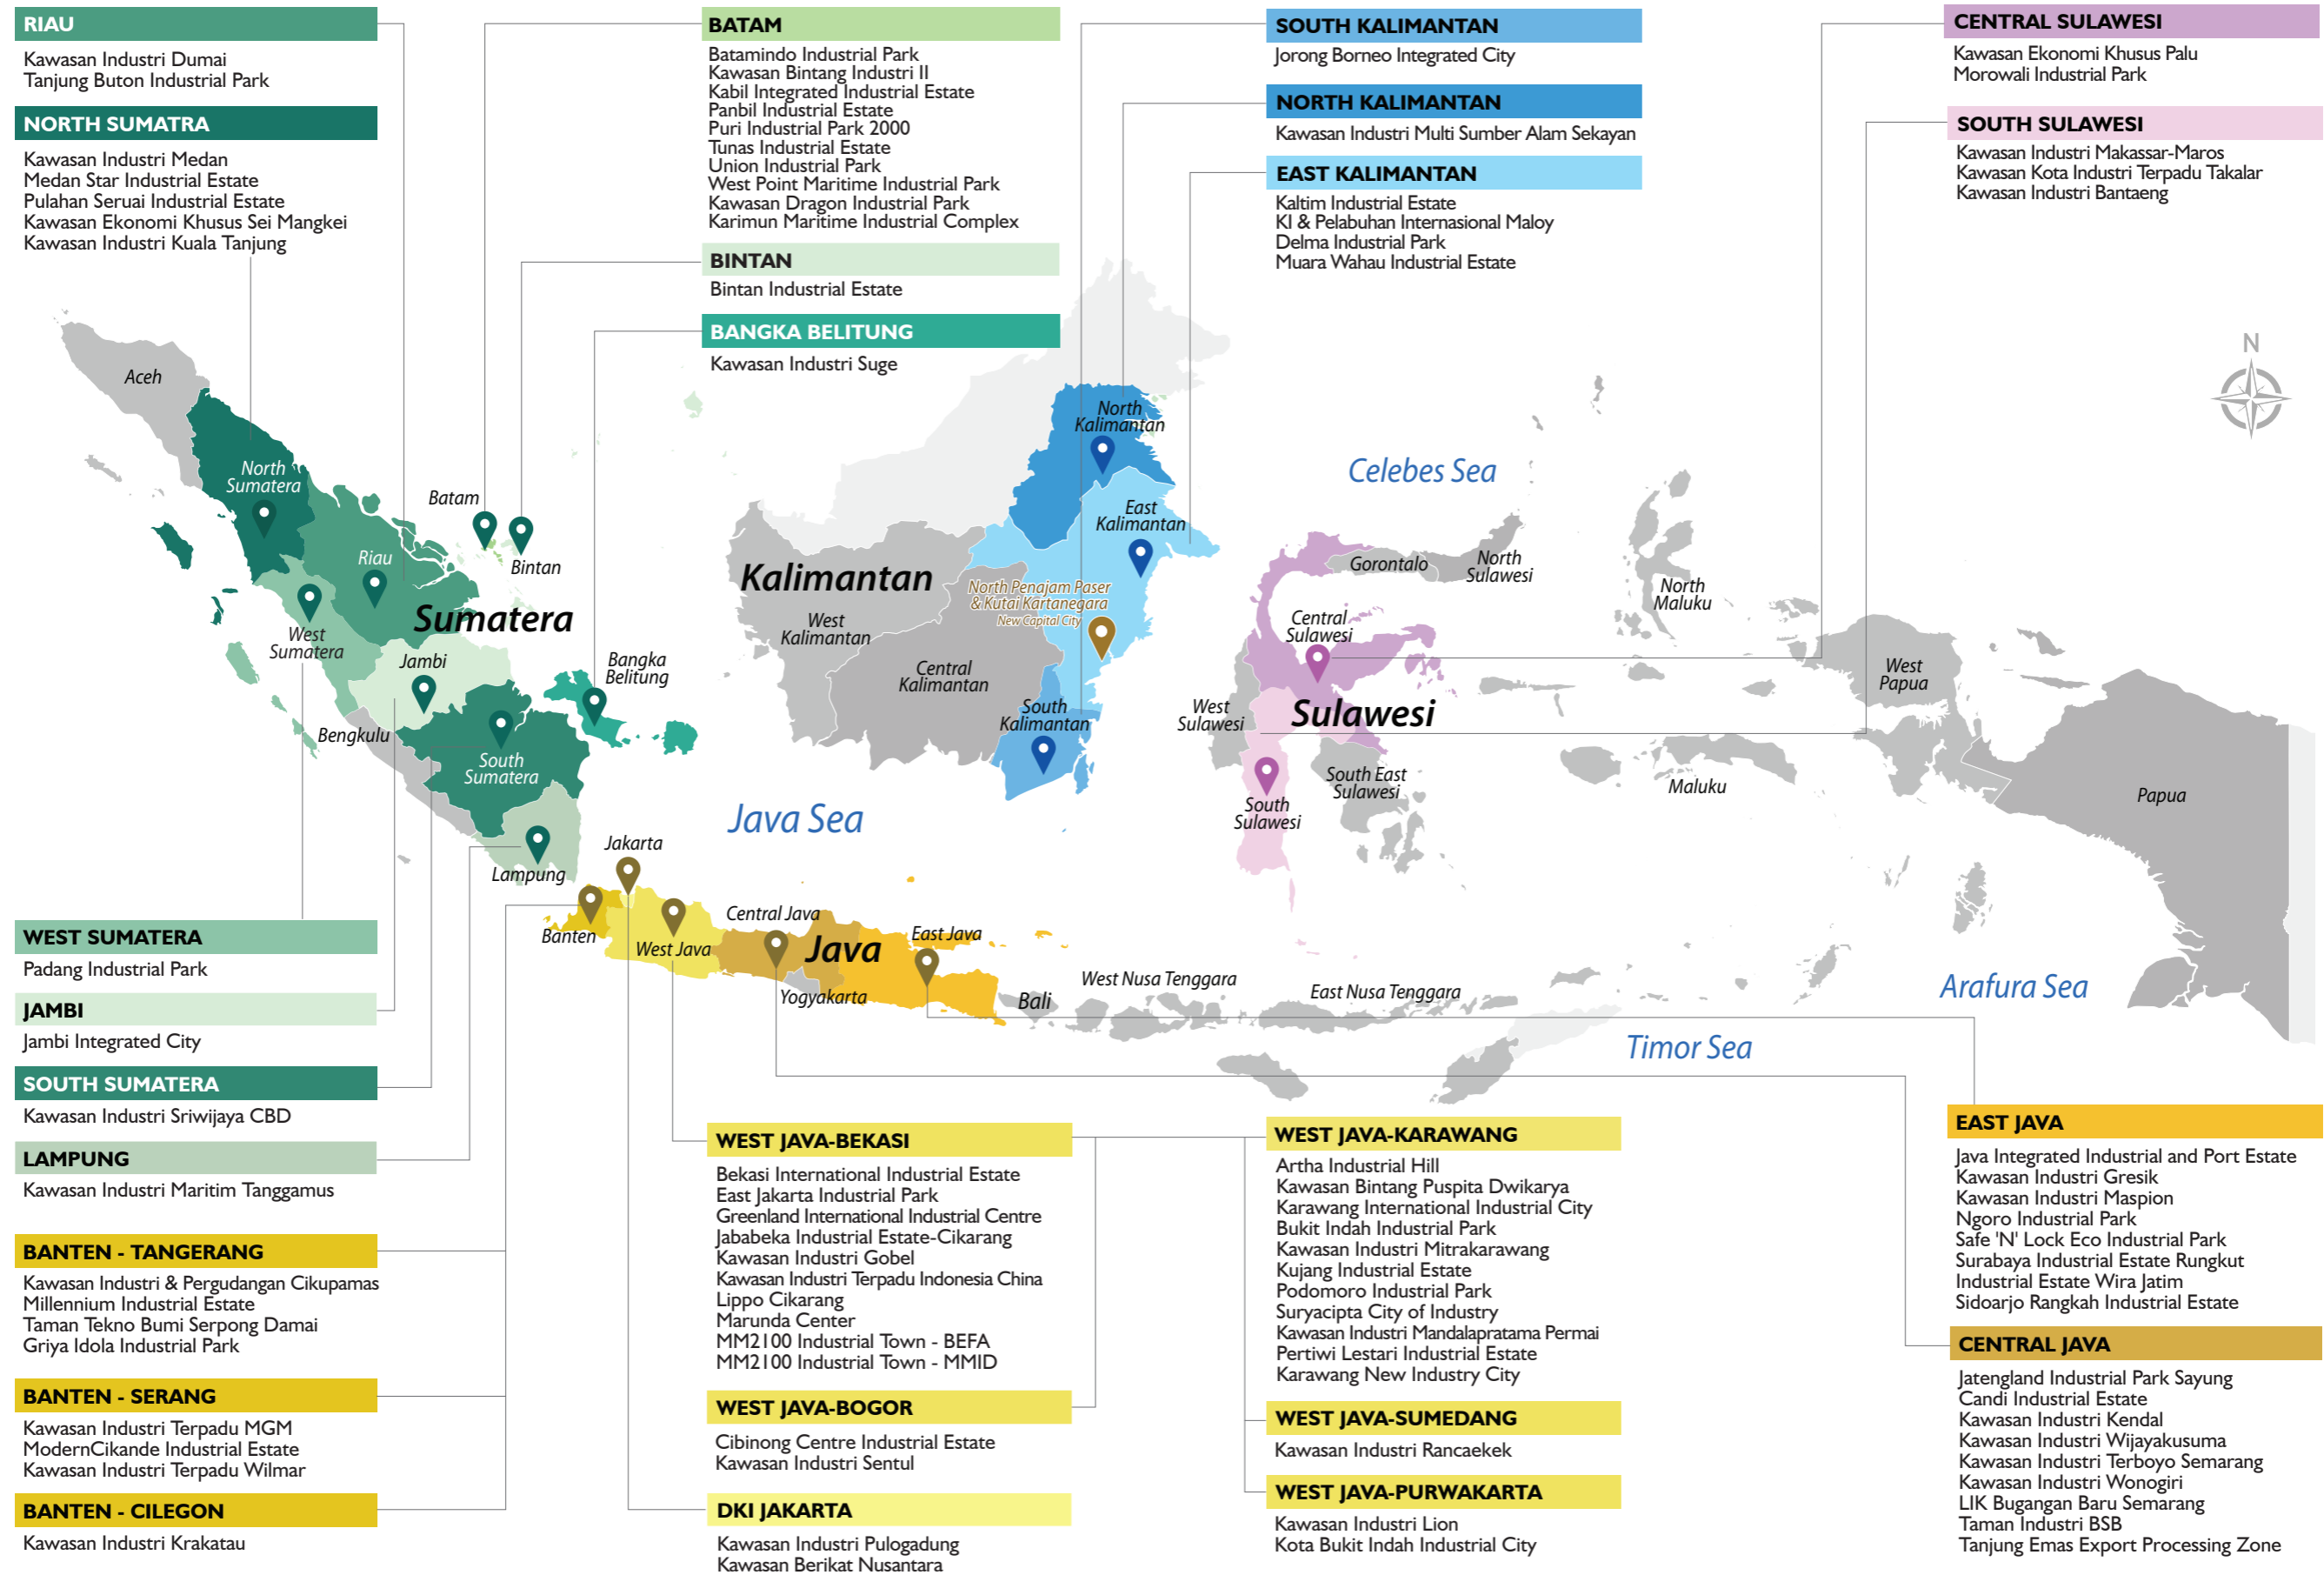 RIAU
Kawasan Industri Dumai
Tanjung Buton Industrial Park
NORTH SUMATRA
Kawasan Industri Medan
Medan Star Industrial Estate
Pulahan Seruai Industrial Estate
Kawasan Ekonomi Khusus Sei Mangkei
Kawasan Industri Kuala Tanjung
BATAM
Batamindo Industrial Park
Kawasan Bintang Industri II
Kabil Integrated Industrial Estate
Panbil Industrial Estate
Puri Industrial Park 2000
Tunas Industrial Estate
Union Industrial Park
West Point Maritime Industrial Park
Kawasan Dragon Industrial Park
Karimun Maritime Industrial Complex
BINTAN
Bintan Industrial Estate
BANGKA BELITUNG
Kawasan Industri Suge
SOUTH KALIMANTAN
Jorong Borneo Integrated City
NORTH KALIMANTAN
Kawasan Industri Multi Sumber Alam Sekayan
EAST KALIMANTAN
Kaltim Industrial Estate
KI & Pelabuhan Internasional Maloy
Delma Industrial Park
Muara Wahau Industrial Estate
CENTRAL SULAWESI
Kawasan Ekonomi Khusus Palu
Morowali Industrial Park
SOUTH SULAWESI
Kawasan Industri Makassar-Maros
Kawasan Kota Industri Terpadu Takalar
Kawasan Industri Bantaeng
N
Aceh
North
Sumatera
Riau
Batam
Bintan
Sumatera
West
Sumatera
Jambi
Bangka
Belitung
Bengkulu
South
Sumatera
Lampung
North
Kalimantan
East
Kalimantan
Kalimantan
North Penajam Paser
& Kutai Kartanegara
New Capital City
West
Kalimantan
Central
Kalimantan
South
Kalimantan
Celebes Sea
Gorontalo
North
Sulawesi
Central
Sulawesi
West
Sulawesi
Sulawesi
South East
Sulawesi
South
Sulawesi
North
Maluku
Maluku
West
Papua
Papua
Java Sea
Jakarta
Banten
West Java
Central Java
Java
East Java
Yogyakarta
Bali
West Nusa Tenggara
East Nusa Tenggara
Arafura Sea
Timor Sea
WEST SUMATERA
Padang Industrial Park
JAMBI
Jambi Integrated City
SOUTH SUMATERA
Kawasan Industri Sriwijaya CBD
LAMPUNG
Kawasan Industri Maritim Tanggamus
BANTEN - TANGERANG
Kawasan Industri & Pergudangan Cikupamas
Millennium Industrial Estate
Taman Tekno Bumi Serpong Damai
Griya Idola Industrial Park
BANTEN - SERANG
Kawasan Industri Terpadu MGM
ModernCikande Industrial Estate
Kawasan Industri Terpadu Wilmar
BANTEN - CILEGON
Kawasan Industri Krakatau
WEST JAVA-BEKASI
Bekasi International Industrial Estate
East Jakarta Industrial Park
Greenland International Industrial Centre
Jababeka Industrial Estate-Cikarang
Kawasan Industri Gobel
Kawasan Industri Terpadu Indonesia China
Lippo Cikarang
Marunda Center
MM2100 Industrial Town - BEFA
MM2100 Industrial Town - MMID
WEST JAVA-BOGOR
Cibinong Centre Industrial Estate
Kawasan Industri Sentul
DKI JAKARTA
Kawasan Industri Pulogadung
Kawasan Berikat Nusantara
WEST JAVA-KARAWANG
Artha Industrial Hill
Kawasan Bintang Puspita Dwikarya
Karawang International Industrial City
Bukit Indah Industrial Park
Kawasan Industri Mitrakarawang
Kujang Industrial Estate
Podomoro Industrial Park
Suryacipta City of Industry
Kawasan Industri Mandalapratama Permai
Pertiwi Lestari Industrial Estate
Karawang New Industry City
WEST JAVA-SUMEDANG
Kawasan Industri Rancaekek
WEST JAVA-PURWAKARTA
Kawasan Industri Lion
Kota Bukit Indah Industrial City
EAST JAVA
Java Integrated Industrial and Port Estate
Kawasan Industri Gresik
Kawasan Industri Maspion
Ngoro Industrial Park
Safe 'N' Lock Eco Industrial Park
Surabaya Industrial Estate Rungkut
Industrial Estate Wira Jatim
Sidoarjo Rangkah Industrial Estate
CENTRAL JAVA
Jatengland Industrial Park Sayung
Candi Industrial Estate
Kawasan Industri Kendal
Kawasan Industri Wijayakusuma
Kawasan Industri Terboyo Semarang
Kawasan Industri Wonogiri
LIK Bugangan Baru Semarang
Taman Industri BSB
Tanjung Emas Export Processing Zone